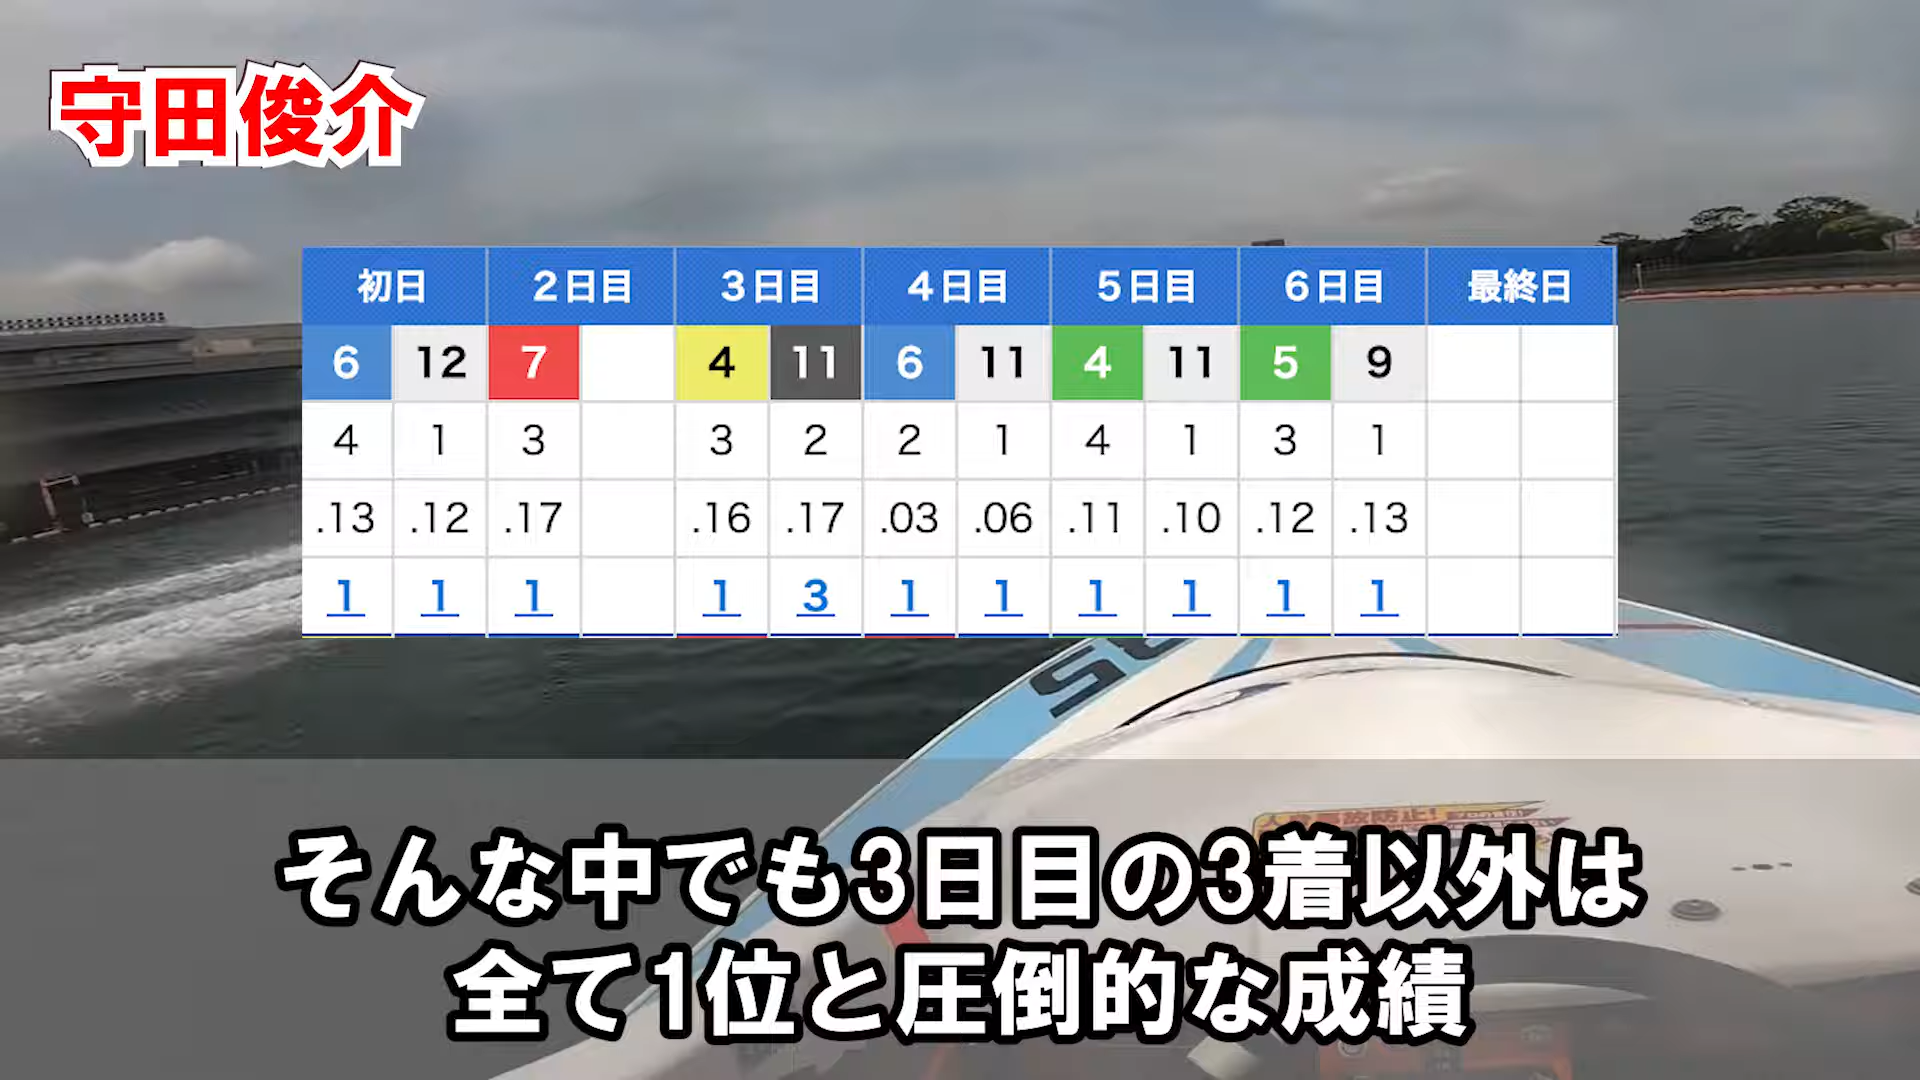 守田俊介
初日 2日目 3日目 4日目 5日目 6日目 最終日
6 12 7 4 11 6 11 4 11 5 9
4 1 3 3 2 2 1 4 1 3 1
.13 .12 .17 .16 .17 .03 .06 .11 .10 .12 .13
1 1 1 1 3 1 1 1 1 1 1
そんな中でも3日目の3着以外は
全て1位と圧倒的な成績